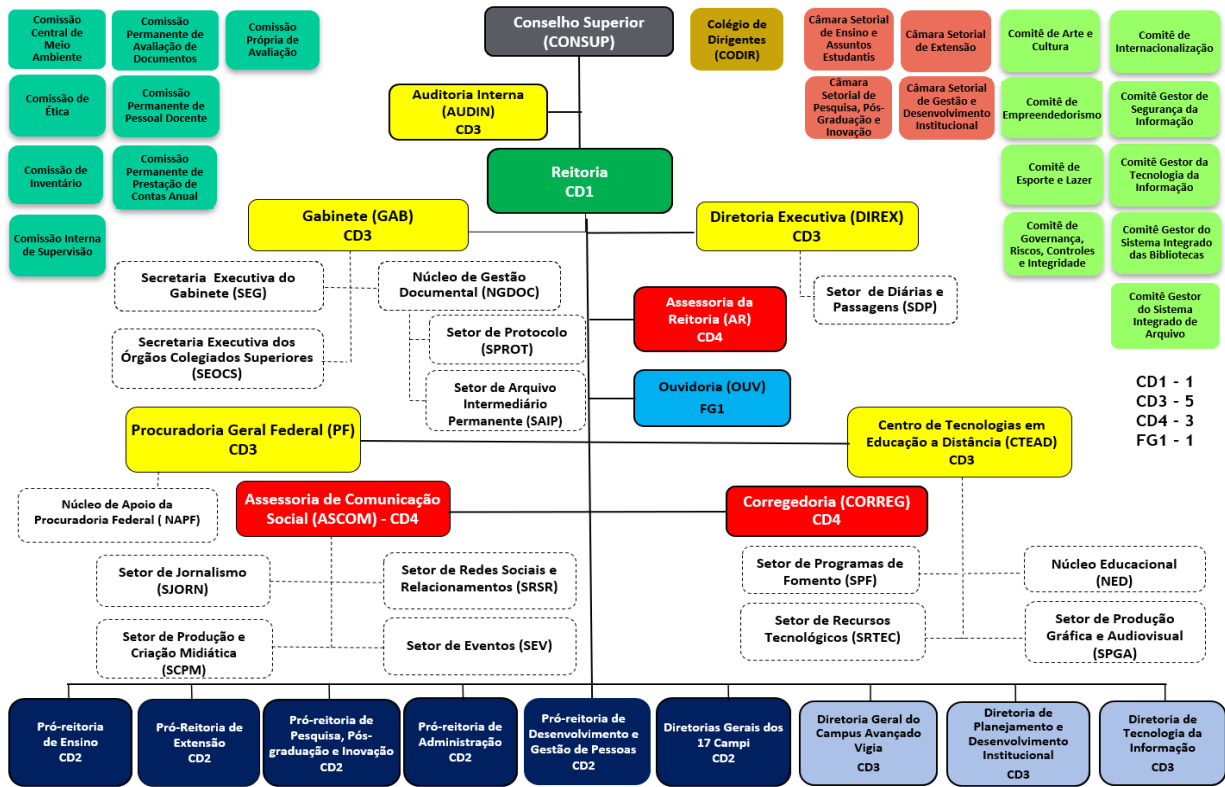 Comissão
Central de
Meio
Ambiente
Comissão
Permanente de
Avaliação de
Documentos
Comissão
Própria de
Avaliação
Comissão de
Ética
Comissão
Permanente de
Pessoal Docente
Comissão de
Inventário
Comissão
Permanente de
Prestação de
Contas Anual
Comissão Interna
de Supervisão
Conselho Superior
(CONSUP)
Colégio de
Dirigentes
(CODIR)
Câmara Setorial
de Ensino e
Assuntos
Estudantis
Câmara Setorial
de Extensão
Câmara
Setorial de
Pesquisa, Pós-
Graduação e
Inovação
Câmara Setorial
de Gestão e
Desenvolvimento
Institucional
Comitê de Arte e
Cultura
Comitê de
Internacionalização
Comitê de
Empreendedorismo
Comitê Gestor de
Segurança da
Informação
Comitê de
Esporte e Lazer
Comitê Gestor da
Tecnologia da
Informação
Comitê de
Governança,
Riscos, Controles
e Integridade
Comitê Gestor do
Sistema Integrado
das Bibliotecas
Comitê Gestor
do Sistema
Integrado de
Arquivo
Auditoria Interna
(AUDIN)
CD3
Reitoria
CD1
Gabinete (GAB)
CD3
Diretoria Executiva (DIREX)
CD3
Secretaria Executiva do
Gabinete (SEG)
Núcleo de Gestão
Documental (NGDOC)
Setor de Protocolo
(SPROT)
Secretaria Executiva dos
Órgãos Colegiados Superiores
(SEOCS)
Setor de Arquivo
Intermediário
Permanente (SAIP)
Assessoria da
Reitoria (AR)
CD4
Setor de Diárias e
Passagens (SDP)
Ouvidoria (OUV)
FG1
CD1 - 1
CD3 - 5
CD4 - 3
FG1 - 1
Procuradoria Geral Federal (PF)
CD3
Centro de Tecnologias em
Educação a Distância (CTEAD)
CD3
Núcleo de Apoio da
Procuradoria Federal ( NAPF)
Assessoria de Comunicação
Social (ASCOM) - CD4
Corregedoria (CORREG)
CD4
Setor de Jornalismo
(SJORN)
Setor de Redes Sociais e
Relacionamentos (SRSR)
Setor de Produção e
Criação Midiática
(SCPM)
Setor de Eventos (SEV)
Setor de Programas de
Fomento (SPF)
Núcleo Educacional
(NED)
Setor de Recursos
Tecnológicos (SRTEC)
Setor de Produção
Gráfica e Audiovisual
(SPGA)
Pró-reitoria
de Ensino
CD2
Pró-Reitoria de
Extensão
CD2
Pró-reitoria de
Pesquisa, Pós-
graduação e Inovação
CD2
Pró-reitoria de
Administração
CD2
Pró-reitoria de
Desenvolvimento e
Gestão de Pessoas
CD2
Diretorias Gerais dos
17 Campi
CD2
Diretoria Geral do
Campus Avançado
Vigia
CD3
Diretoria de
Planejamento e
Desenvolvimento
Institucional
CD3
Diretoria de
Tecnologia da
Informação
CD3